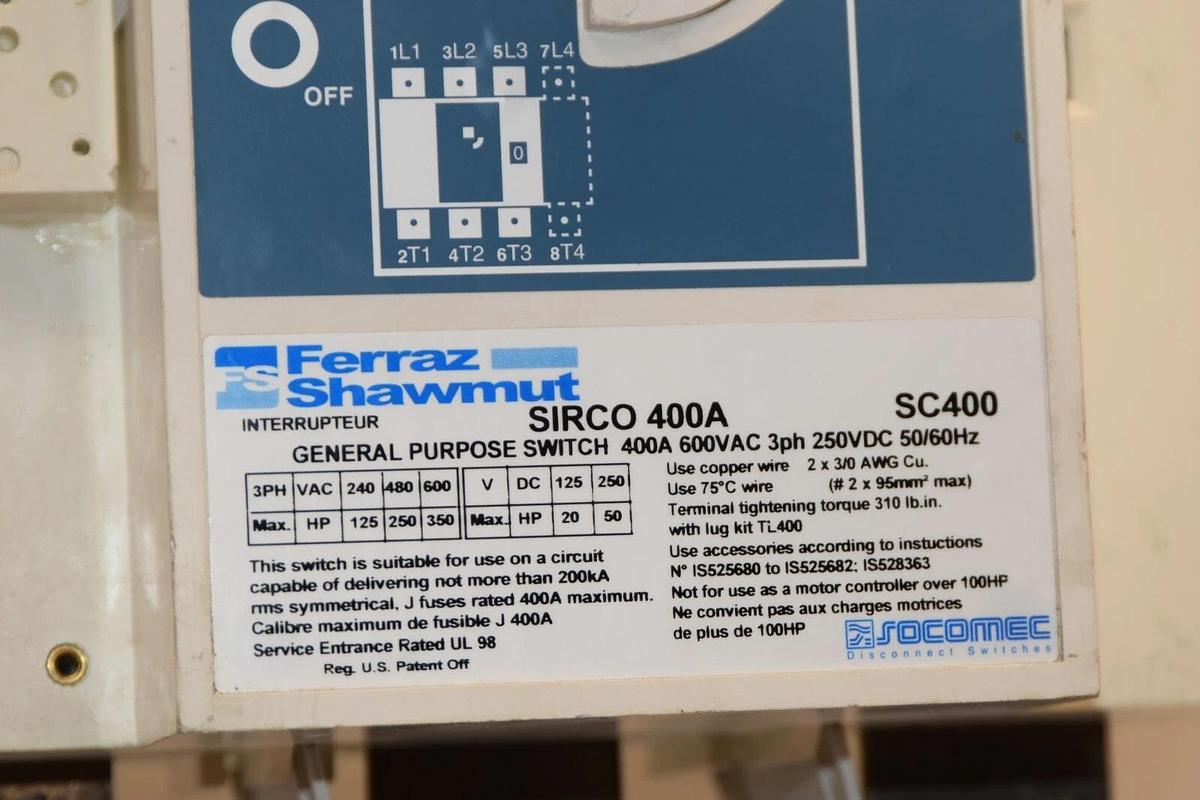 OFF
1L1 3L2 5L3 7L4
0
2T1 4T2 6T3 8T4
FS Ferraz
Shawmut
INTERRUPTEUR
SIRCO 400A
SC400
GENERAL PURPOSE SWITCH 400A 600VAC 3ph 250VDC 50/60Hz
3PH VAC 240 480 600 V DC 125 250
Max. HP 125 250 350 Max. HP 20 50
This switch is suitable for use on a circuit
capable of delivering not more than 200kA
rms symmetrical, J fuses rated 400A maximum.
Calibre maximum de fusible J 400A
Service Entrance Rated UL 98
Reg. U.S. Patent Off
Use copper wire 2 x 3/0 AWG Cu.
Use 75°C wire (# 2 x 95mm² max)
Terminal tightening torque 310 lb.in.
with lug kit TL400
Use accessories according to instuctions
N° IS525680 to IS525682; IS528363
Not for use as a motor controller over 100HP
Ne convient pas aux charges motrices
de plus de 100HP
SOCOMEC
Disconnect Switches